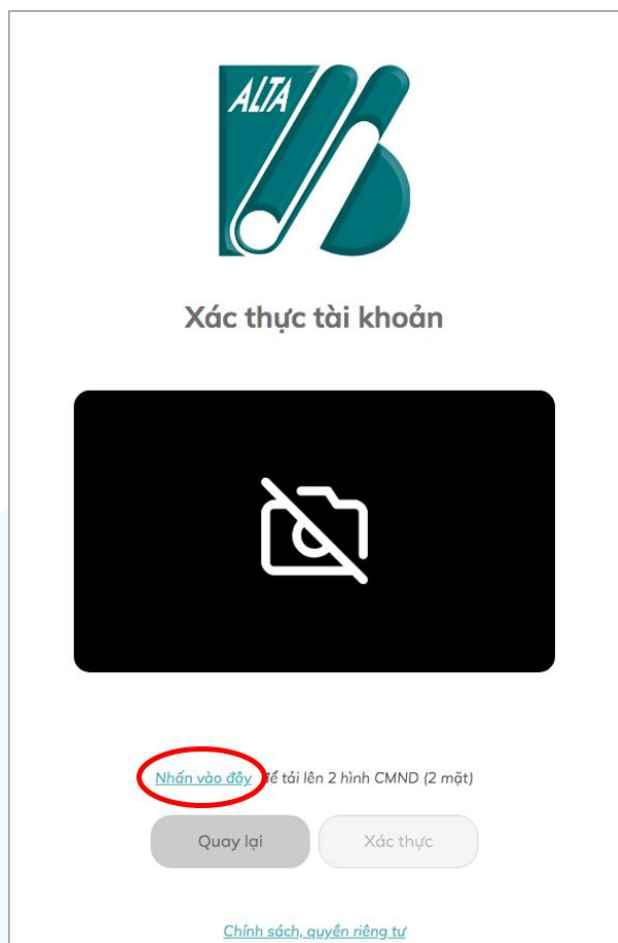 ALTA
Xác thực tài khoản
Nhấn vào đây để tải lên 2 hình CMND (2 mặt)
Quay lại
Xác thực
Chính sách, quyền riêng tư